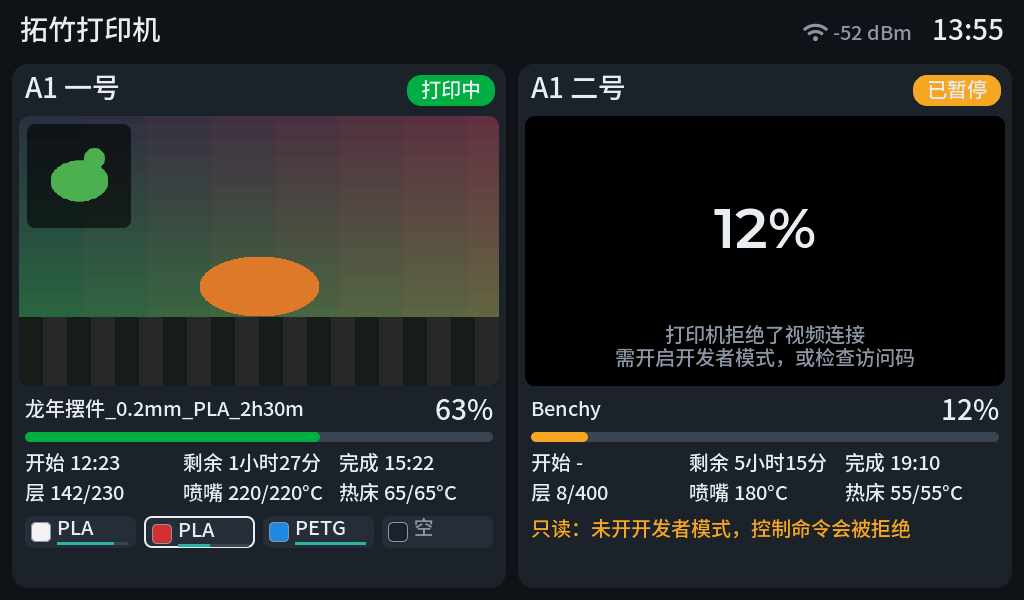 拓竹打印机
-52 dBm 13:55
A1 一号
打印中
龙年摆件_0.2mm_PLA_2h30m 63%
开始 12:23 剩余 1小时27分 完成 15:22
层 142/230 喷嘴 220/220°C 热床 65/65°C
PLA PLA PETG 空
A1 二号
已暂停
12%
打印机拒绝了视频连接
需开启开发者模式，或检查访问码
Benchy 12%
开始 - 剩余 5小时15分 完成 19:10
层 8/400 喷嘴 180°C 热床 55/55°C
只读：未开开发者模式，控制命令会被拒绝